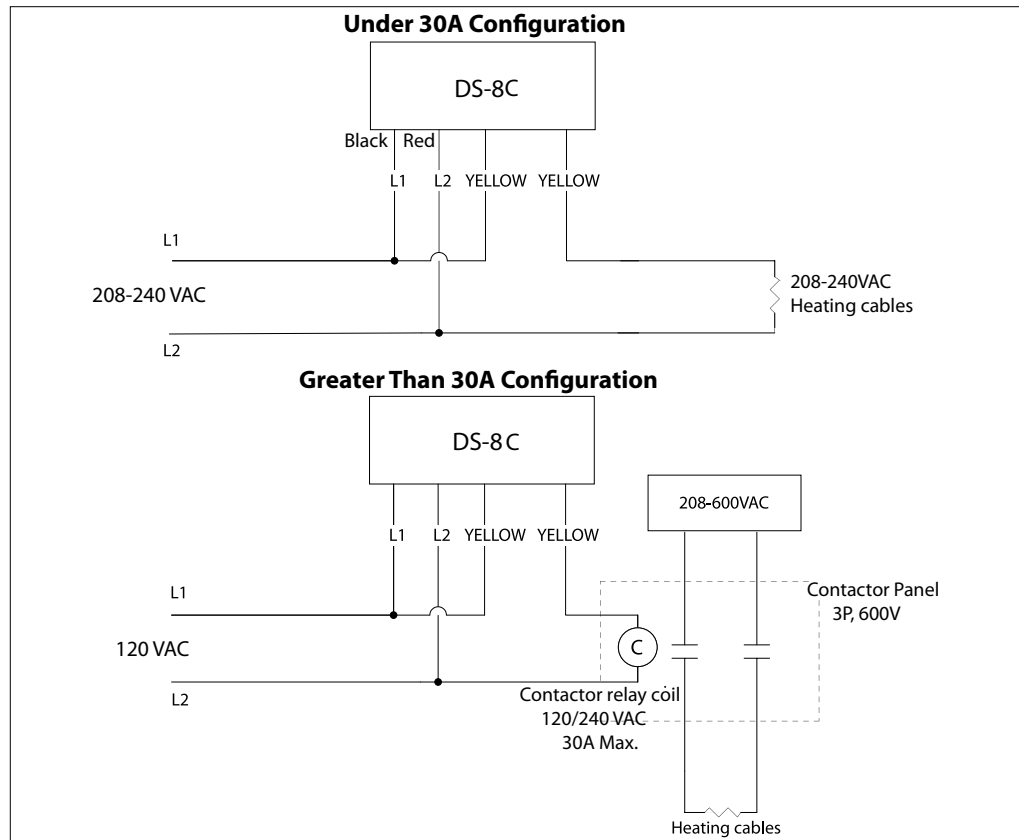 Under 30A Configuration
DS-8C
Black Red
L1 L2 YELLOW YELLOW
L1
208-240 VAC
L2
208-240VAC
Heating cables
Greater Than 30A Configuration
DS-8 C
208-600VAC
L1 L2 YELLOW YELLOW
L1
120 VAC
L2
Contactor Panel
3P, 600V
C
Contactor relay coil
120/240 VAC
30A Max.
Heating cables